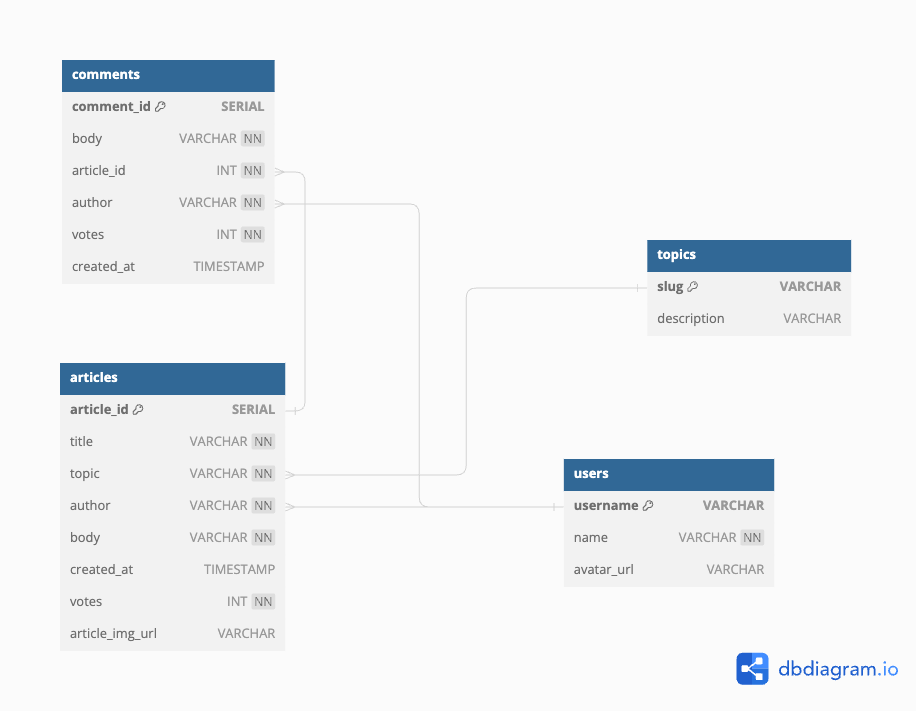 comments
comment_id SERIAL
body VARCHAR NN
article_id INT NN
author VARCHAR NN
votes INT NN
created_at TIMESTAMP
topics
slug VARCHAR
description VARCHAR
articles
article_id SERIAL
title VARCHAR NN
topic VARCHAR NN
author VARCHAR NN
body VARCHAR NN
created_at TIMESTAMP
votes INT NN
article_img_url VARCHAR
users
username VARCHAR
name VARCHAR NN
avatar_url VARCHAR
dbdiagram.io